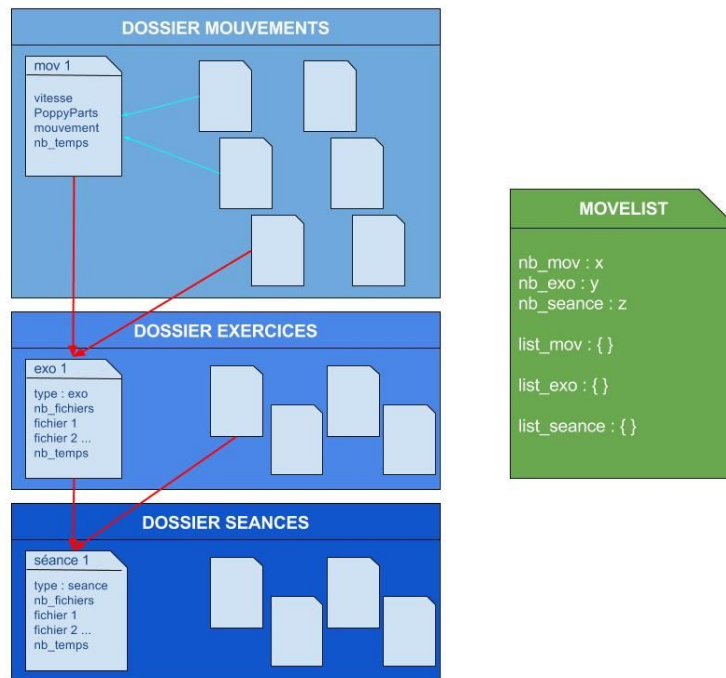 DOSSIER MOUVEMENTS
mov 1
vitesse
PoppyParts
mouvement
nb_temps
DOSSIER EXERCICES
exo 1
type : exo
nb_fichiers
fichier 1
fichier 2 ...
nb_temps
DOSSIER SEANCES
séance 1
type : seance
nb_fichiers
fichier 1
fichier 2 ...
nb_temps
MOVELIST
nb_mov : x
nb_exo : y
nb_seance : z
list_mov : { }
list_exo : { }
list_seance : { }